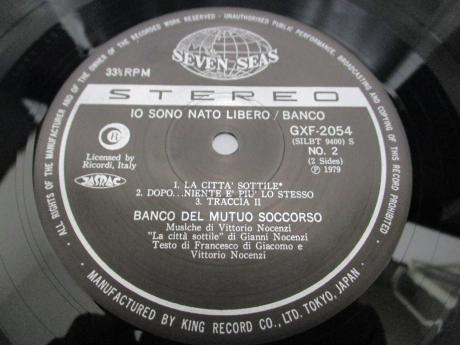 ALL RIGHTS OF THE MANUFACTURER AND OF THE OWNER OF THE RECORDED WORK RESERVED - UNAUTHORISED PUBLIC PERFORMANCE, BROADCASTING AND COPYING OF THIS RECORD PROHIBITED
SEVEN SEAS
33⅓ RPM
STEREO
IO SONO NATO LIBERO / BANCO
GXF-2054
(SILBT 9400) S
NO. 2
(2 Sides)
Ⓟ 1979
R
Licensed by
Ricordi, Italy
JASRAC
1. LA CITTA' SOTTILE*
2. DOPO...NIENTE E' PIU' LO STESSO
3. TRACCIA II
BANCO DEL MUTUO SOCCORSO
Musiche di Vittorio Nocenzi
"La città sottile" di Gianni Nocenzi
Testo di Francesco di Giacomo e
Vittorio Nocenzi
MANUFACTURED BY KING RECORD CO., LTD. TOKYO, JAPAN.